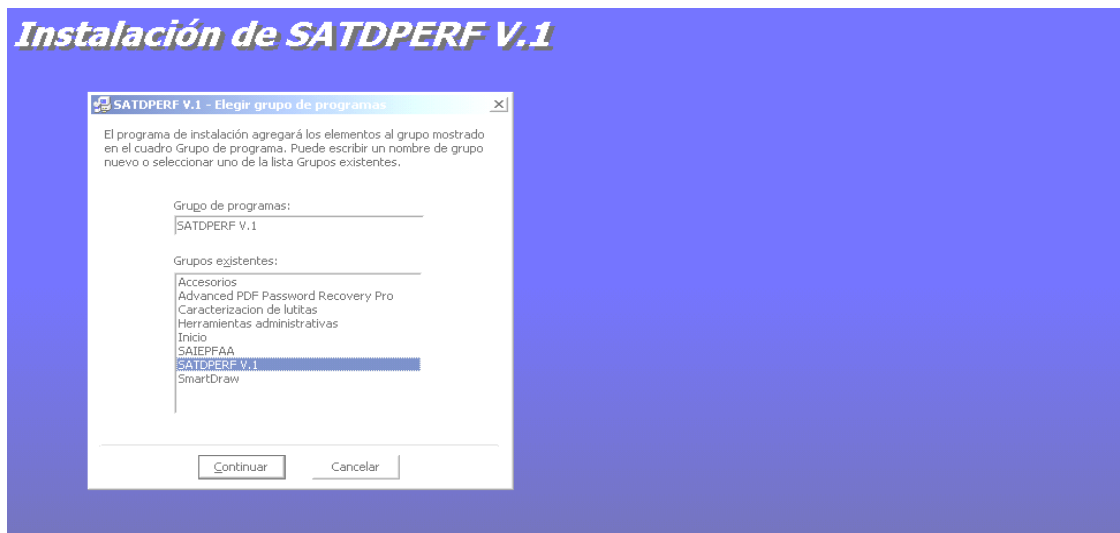 Instalación de SATDPERF V.1
SATDPERF V.1 - Elegir grupo de programas
El programa de instalación agregará los elementos al grupo mostrado
en el cuadro Grupo de programa. Puede escribir un nombre de grupo
nuevo o seleccionar uno de la lista Grupos existentes.
Grupo de programas:
SATDPERF V.1
Grupos existentes:
Accesorios
Advanced PDF Password Recovery Pro
Caracterizacion de lutitas
Herramientas administrativas
Inicio
SAIEPFAA
SATDPERF V.1
SmartDraw
Continuar
Cancelar